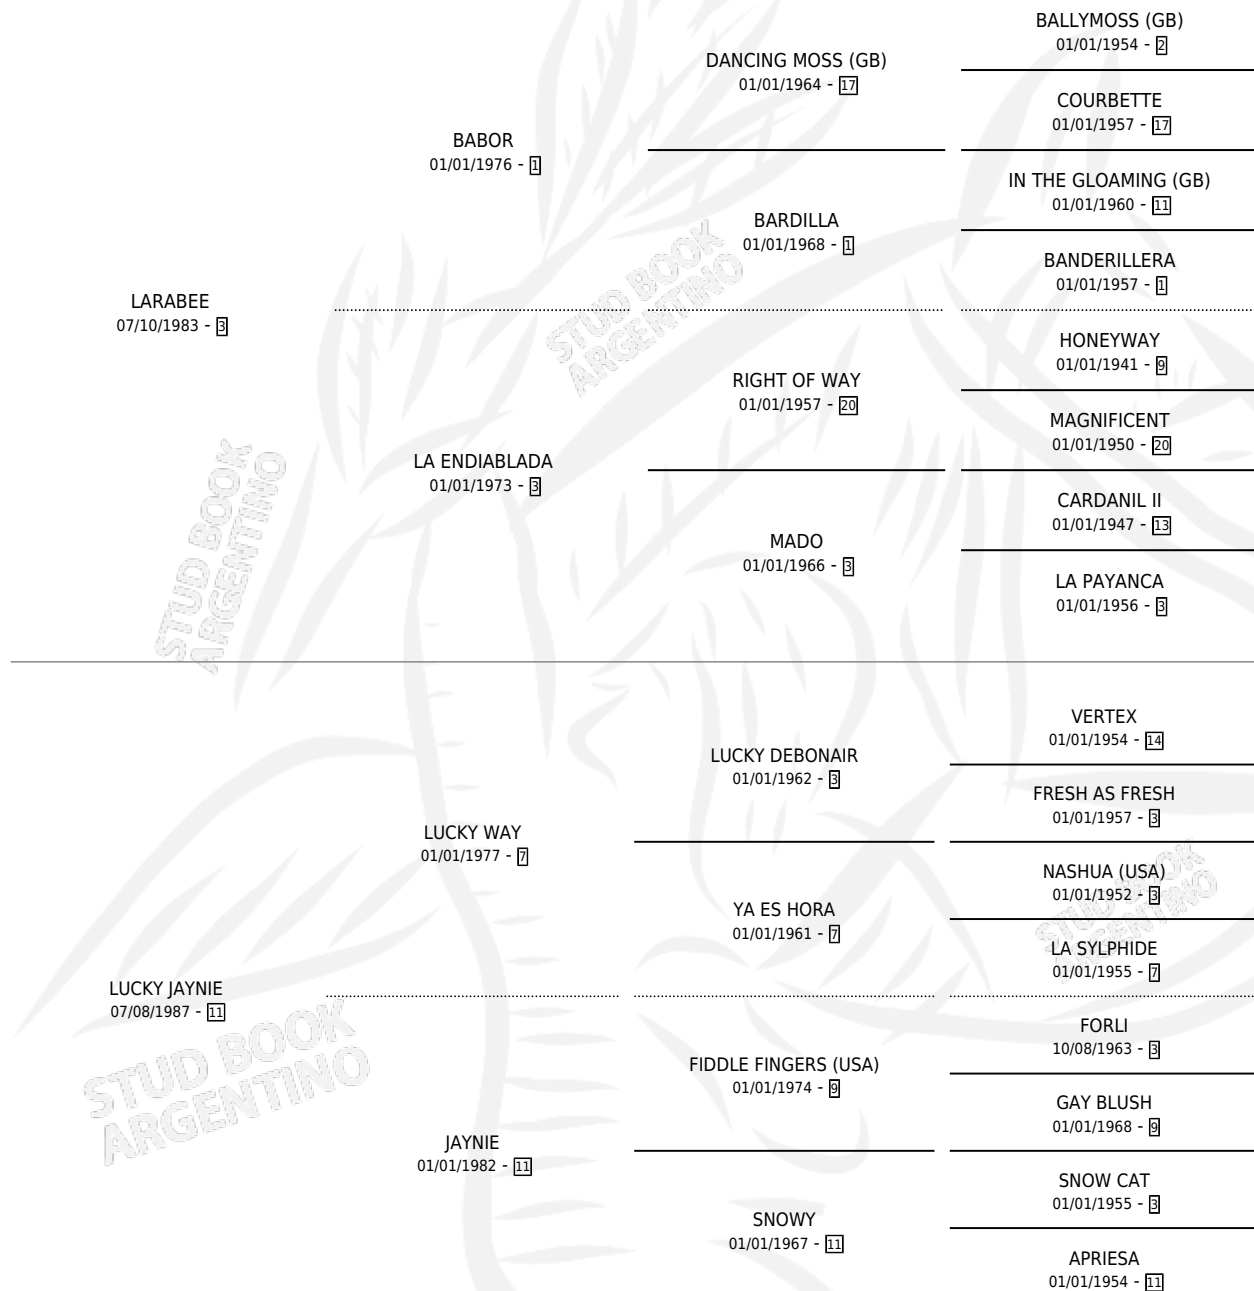 BALLYMOSS (GB)
01/01/1954 - 2
DANCING MOSS (GB)
01/01/1964 - 17
COURBETTE
01/01/1957 - 17
BABOR
01/01/1976 - 1
IN THE GLOAMING (GB)
01/01/1960 - 11
BARDILLA
01/01/1968 - 1
BANDERILLERA
01/01/1957 - 1
LARABEE
07/10/1983 - 3
HONEYWAY
01/01/1941 - 9
RIGHT OF WAY
01/01/1957 - 20
MAGNIFICENT
01/01/1950 - 20
LA ENDIABLADA
01/01/1973 - 3
CARDANIL II
01/01/1947 - 13
MADO
01/01/1966 - 3
LA PAYANCA
01/01/1956 - 3
VERTEX
01/01/1954 - 14
LUCKY DEBONAIR
01/01/1962 - 3
FRESH AS FRESH
01/01/1957 - 3
LUCKY WAY
01/01/1977 - 7
NASHUA (USA)
01/01/1952 - 3
YA ES HORA
01/01/1961 - 7
LA SYLPHIDE
01/01/1955 - 7
LUCKY JAYNIE
07/08/1987 - 11
FORLI
10/08/1963 - 3
FIDDLE FINGERS (USA)
01/01/1974 - 9
GAY BLUSH
01/01/1968 - 9
JAYNIE
01/01/1982 - 11
SNOW CAT
01/01/1955 - 3
SNOWY
01/01/1967 - 11
APRIESA
01/01/1954 - 11
STUD BOOK
ARGENTINO
STUD BOOK
ARGENTINO
STUD BOOK
ARGENTINO
STUD BOOK
ARGENTINO